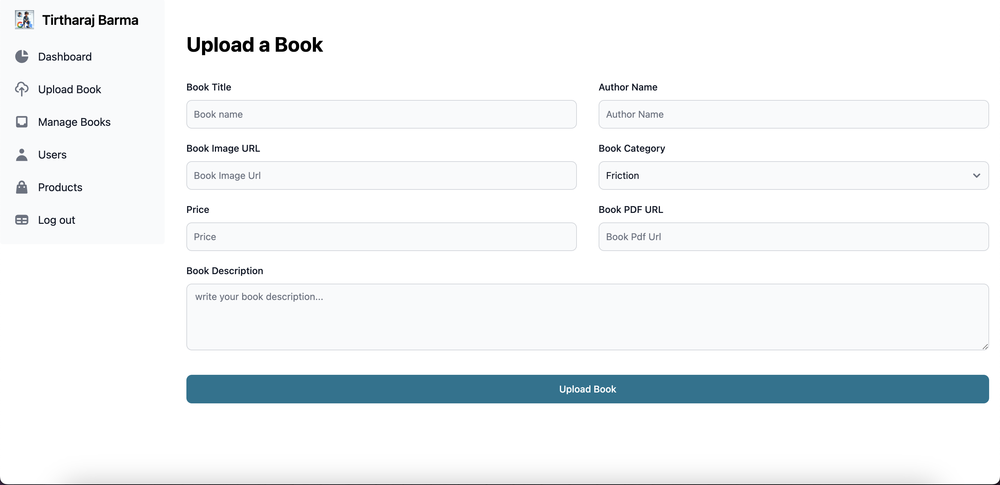 Tirtharaj Barma
Dashboard
Upload Book
Manage Books
Users
Products
Log out
Upload a Book
Book Title
Author Name
Book name
Author Name
Book Image URL
Book Category
Book Image Url
Friction
Price
Book PDF URL
Price
Book Pdf Url
Book Description
write your book description...
Upload Book